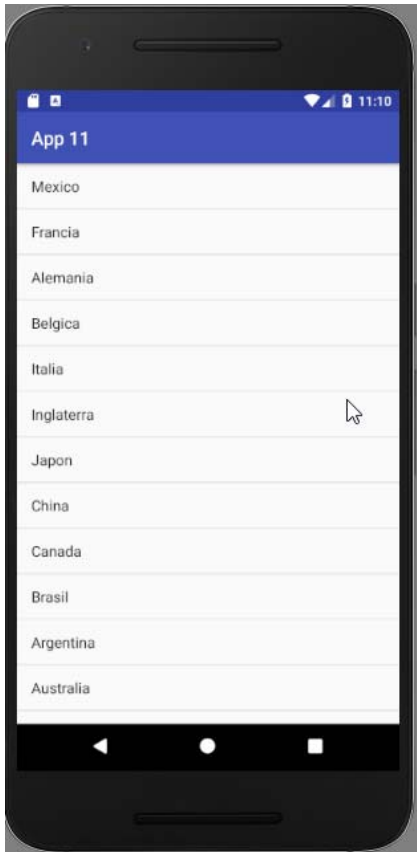 11:10
App 11
Mexico
Francia
Alemania
Belgica
Italia
Inglaterra
Japon
China
Canada
Brasil
Argentina
Australia